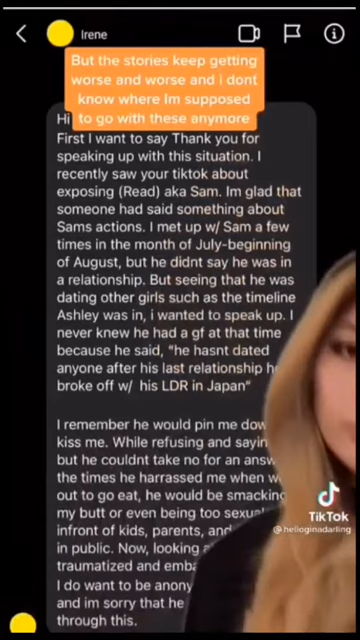 Irene
But the stories keep getting
worse and worse and i dont
know where Im supposed
to go with these anymore
Hi
First I want to say Thank you for
speaking up with this situation. I
recently saw your tiktok about
exposing (Read) aka Sam. Im glad that
someone had said something about
Sams actions. I met up w/ Sam a few
times in the month of July-beginning
of August, but he didnt say he was in
a relationship. But seeing that he was
dating other girls such as the timeline
Ashley was in, i wanted to speak up. I
never knew he had a gf at that time
because he said, "he hasnt dated
anyone after his last relationship
broke off w/ his LDR in Japan"
I remember he would pin me
kiss me. While refusing and
but he couldnt take no for an
the times he harrassed me when
out to go eat, he would be smacking
my butt or even being too
infront of kids, parents, and
in public. Now, looking
traumatized and
I do want to be
and im sorry that he
through this.
TikTok
@helloginadarling